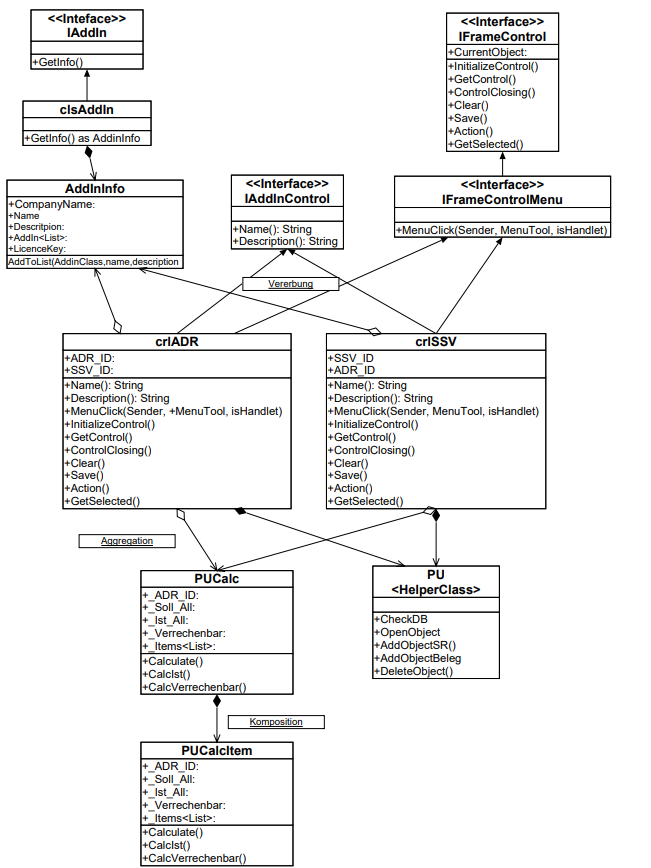 <<Inteface>>
IAddIn
+GetInfo()
<<Interface>>
IFrameControl
+CurrentObject:
+InitializeControl()
+GetControl()
+ControlClosing()
+Clear()
+Save()
+Action()
+GetSelected()
clsAddIn
+GetInfo() as AddinInfo
AddInInfo
+CompanyName:
+Name
+Descritpion:
+AddIn<List>:
+LicenceKey:
AddToList(AddinClass,name,description
<<Interface>>
IAddInControl
+Name(): String
+Description(): String
<<Interface>>
IFrameControlMenu
+MenuClick(Sender, MenuTool, isHandlet)
Vererbung
crlADR
+ADR_ID:
+SSV_ID:
+Name(): String
+Description(): String
+MenuClick(Sender, +MenuTool, isHandlet)
+InitializeControl()
+GetControl()
+ControlClosing()
+Clear()
+Save()
+Action()
+GetSelected()
crlSSV
+SSV_ID
+ADR_ID
+Name(): String
+Description(): String
+MenuClick(Sender, MenuTool, isHandlet)
+InitializeControl()
+GetControl()
+ControlClosing()
+Clear()
+Save()
+Action()
+GetSelected()
Aggregation
PUCalc
+_ADR_ID:
+_Soll_All:
+_Ist_All:
+_Verrechenbar:
+_Items<List>:
+Calculate()
+CalcIst()
+CalcVerrechenbar()
PU
<HelperClass>
+CheckDB
+OpenObject
+AddObjectSR()
+AddObjectBeleg
+DeleteObject()
Komposition
PUCalcItem
+_ADR_ID:
+_Soll_All:
+_Ist_All:
+_Verrechenbar:
+_Items<List>:
+Calculate()
+CalcIst()
+CalcVerrechenbar()